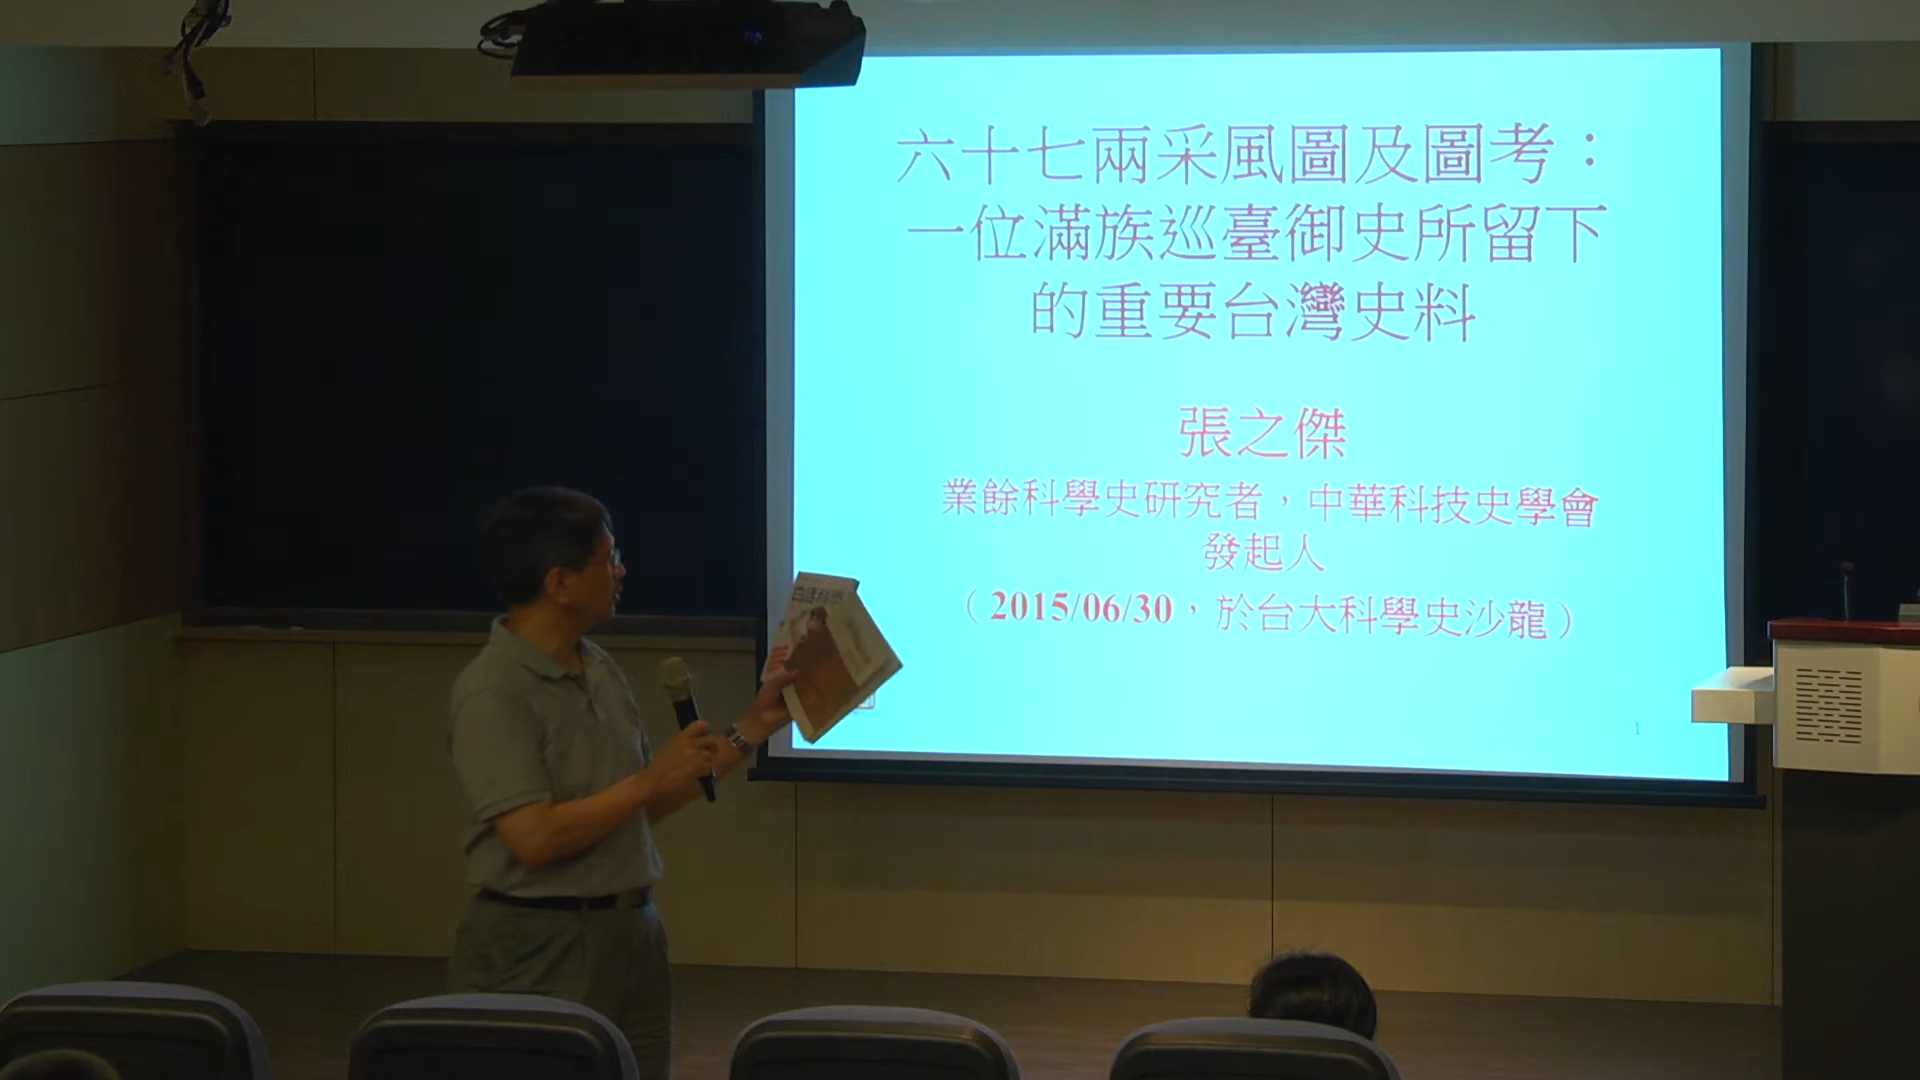 六十七兩采風圖及圖考：
一位滿族巡臺御史所留下
的重要台灣史料
張之傑
業餘科學史研究者，中華科技史學會
發起人
（2015/06/30，於台大科學史沙龍）
1